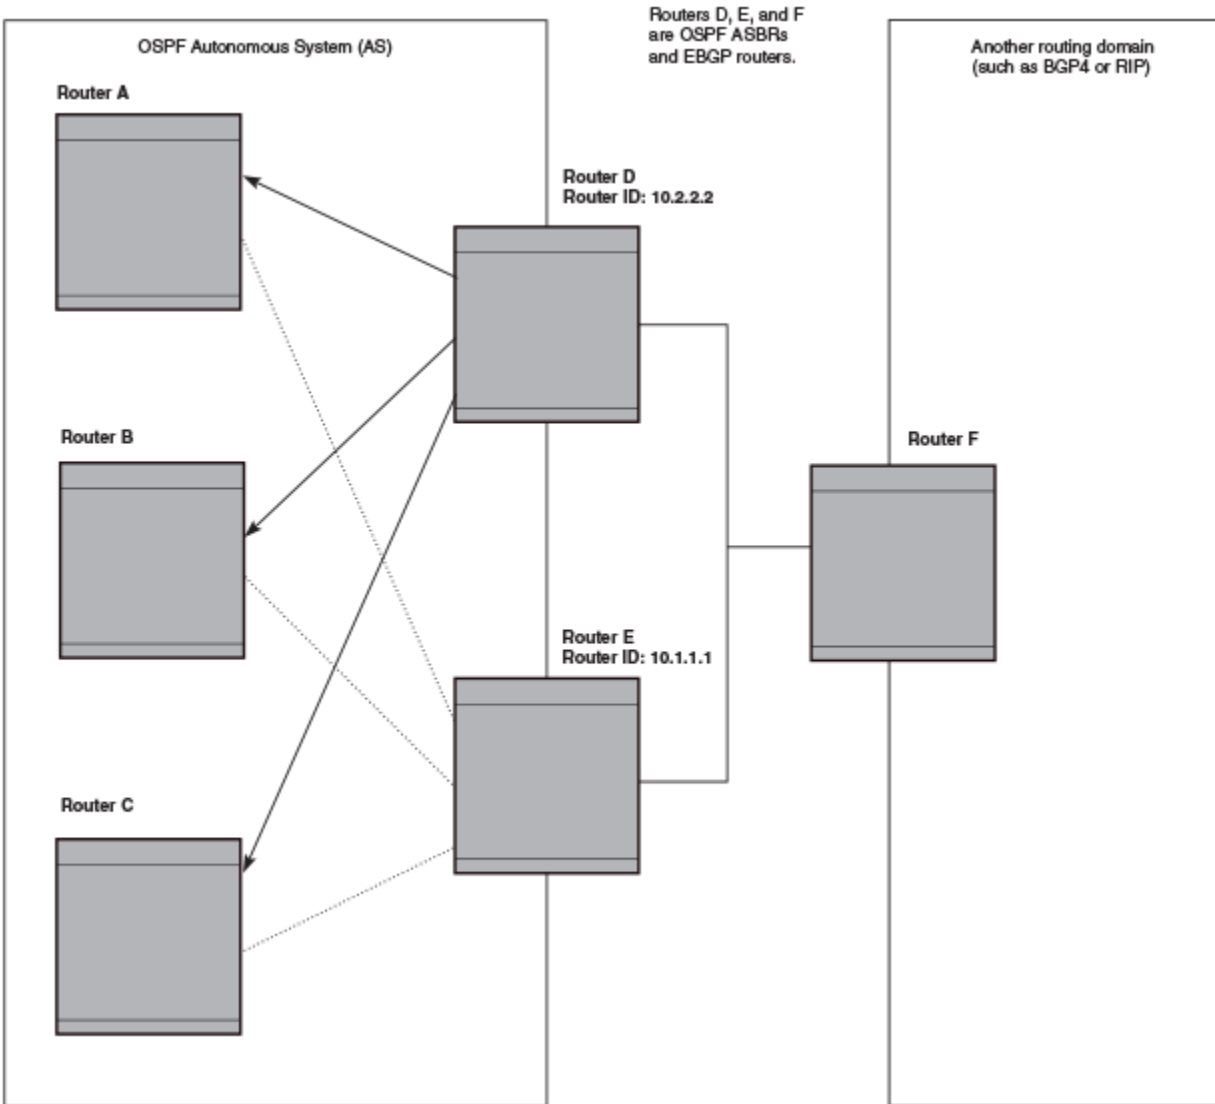 Routers D, E, and F
are OSPF ASBRs
and EBGP routers.
OSPF Autonomous System (AS)
Another routing domain
(such as BGP4 or RIP)
Router A
Router D
Router ID: 10.2.2.2
Router B
Router F
Router E
Router ID: 10.1.1.1
Router C